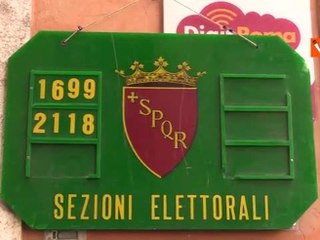 DigitRoma
1699
2118
SPQR
SEZIONI ELETTORALI